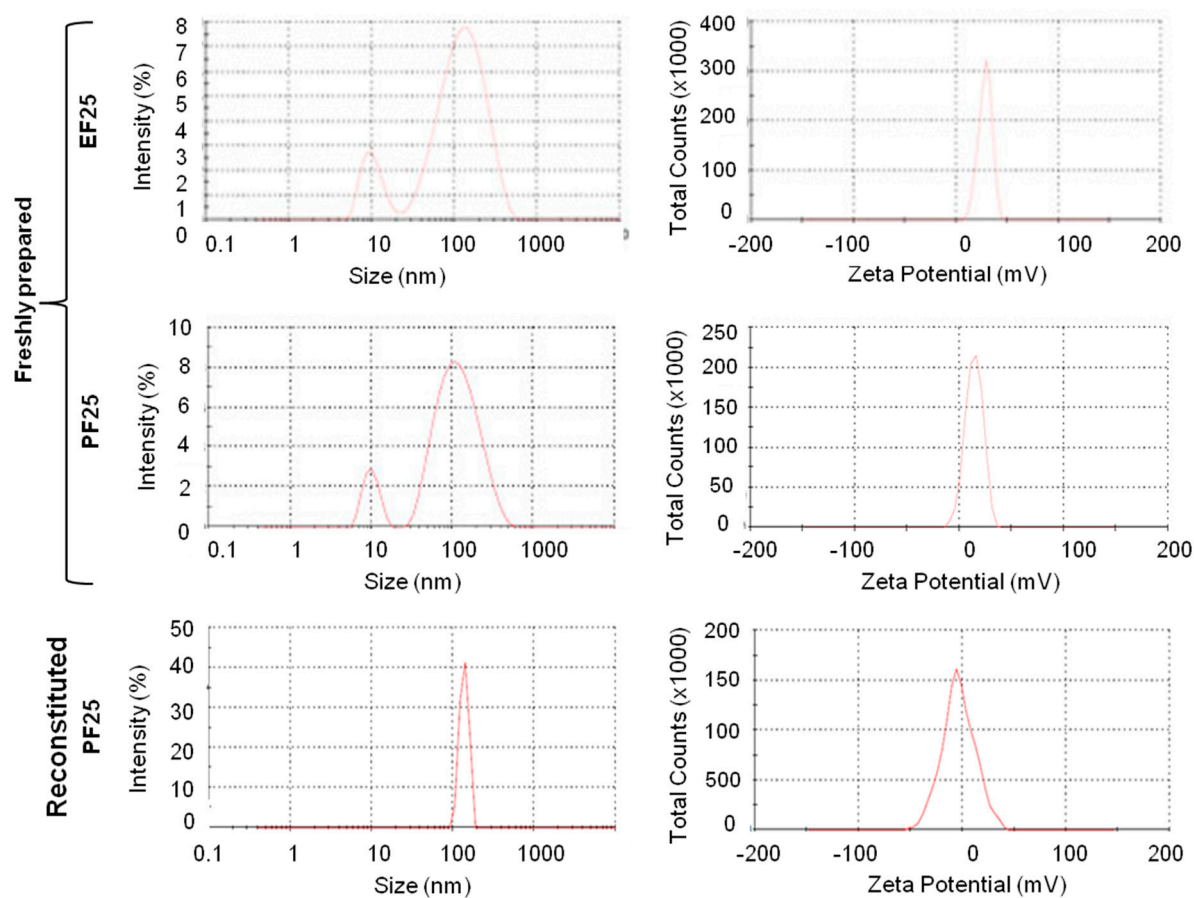 Freshly prepared
EF25
Intensity (%)
8
7
6
5
4
3
2
1
0
0.1 1 10 100 1000
Size (nm)
Total Counts (x1000)
400
300
200
100
0
-200 -100 0 100 200
Zeta Potential (mV)
PF25
Intensity (%)
10
8
6
4
2
0
0.1 1 10 100 1000
Size (nm)
Total Counts (x1000)
250
200
150
100
50
0
-200 -100 0 100 200
Zeta Potential (mV)
Reconstituted
PF25
Intensity (%)
50
40
30
20
10
0
0.1 1 10 100 1000
Size (nm)
Total Counts (x1000)
200
150
100
500
0
-200 -100 0 100 200
Zeta Potential (mV)